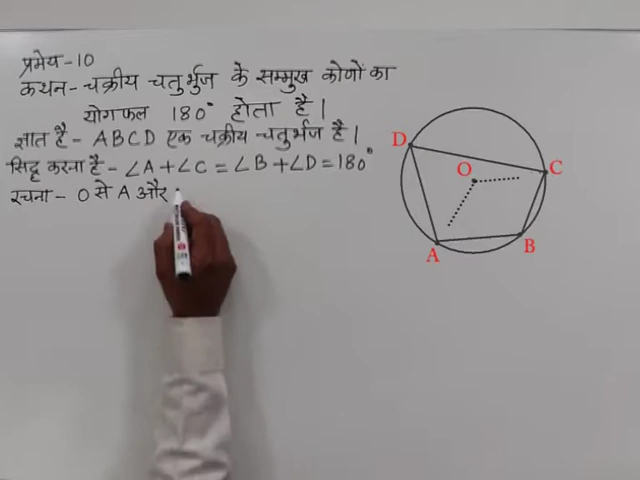 प्रमेय-10
कथन- चक्रीय चतुर्भुज के सम्मुख कोणों का
योगफल 180° होता है।
ज्ञात है- ABCD एक चक्रीय चतुर्भुज है।
सिद्ध करना है - ∠A+∠C = ∠B+∠D=180°
रचना - O से A और
D
O
C
A
B